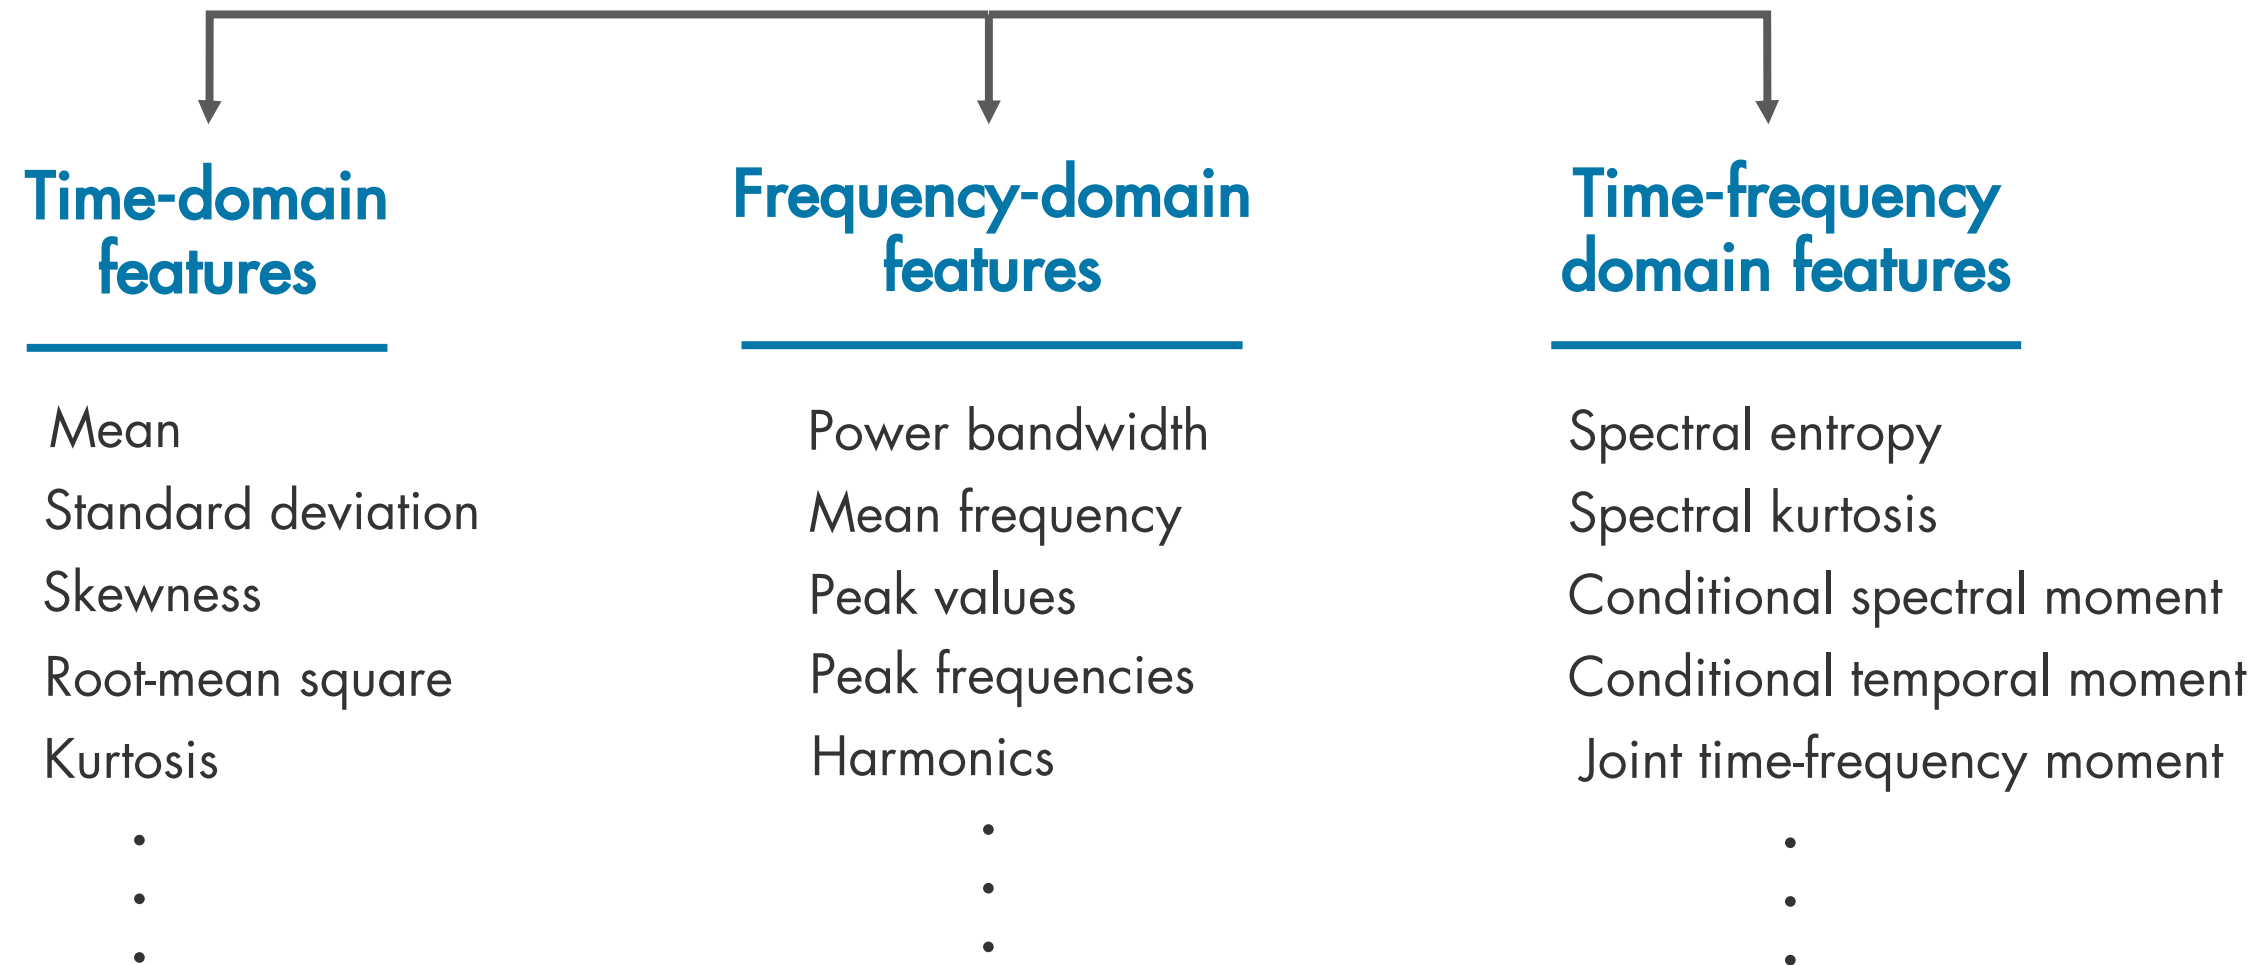 Time-domain
features
Mean
Standard deviation
Skewness
Root-mean square
Kurtosis
Frequency-domain
features
Power bandwidth
Mean frequency
Peak values
Peak frequencies
Harmonics
Time-frequency
domain features
Spectral entropy
Spectral kurtosis
Conditional spectral moment
Conditional temporal moment
Joint time-frequency moment